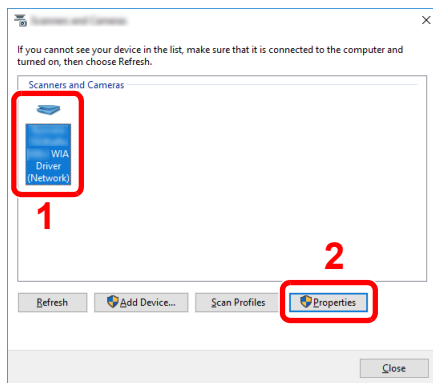 If you cannot see your device in the list, make sure that it is connected to the computer and
turned on, then choose Refresh.
Scanners and Cameras
WIA
Driver
(Network)
1
2
Refresh
Add Device...
Scan Profiles
Properties
Close